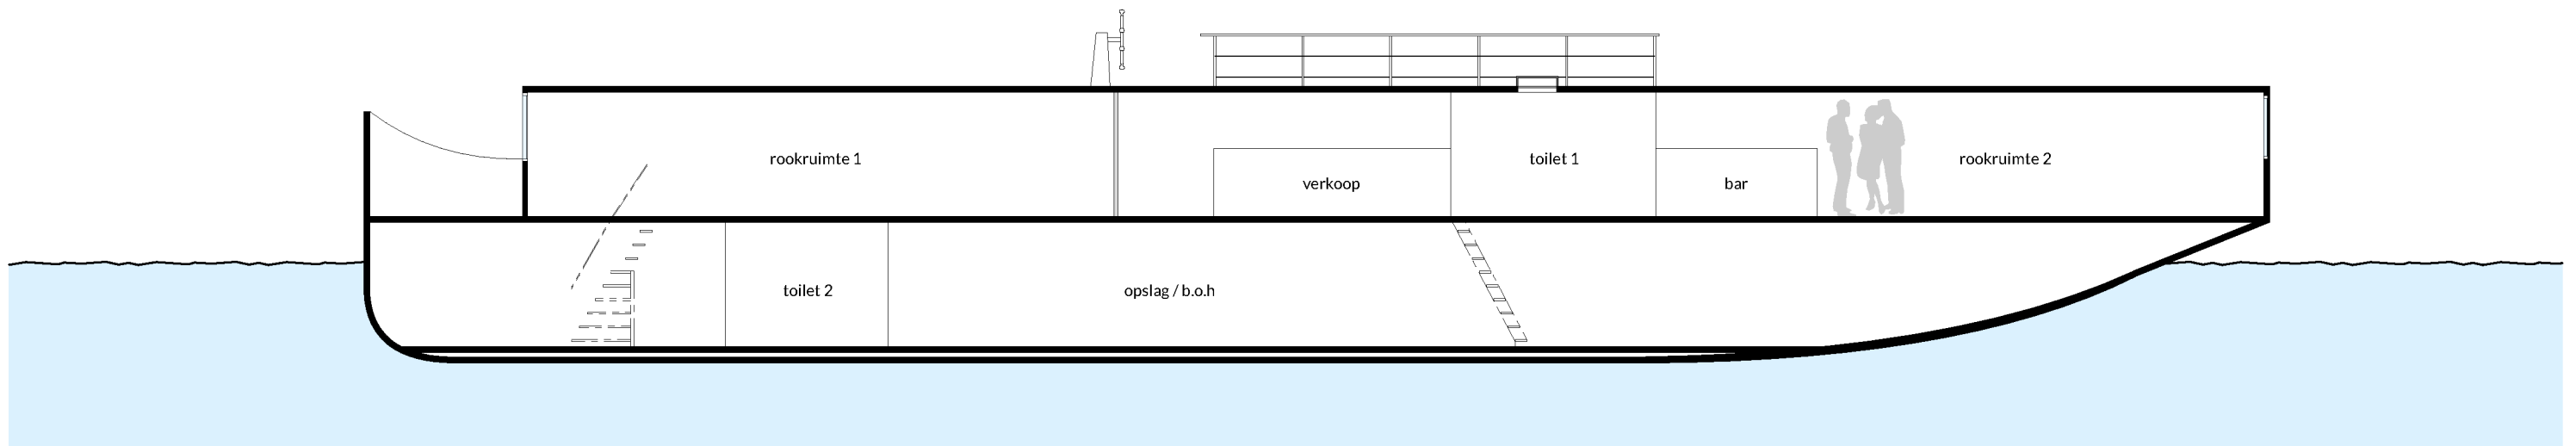 rookruimte 1
verkoop
toilet 1
bar
rookruimte 2
toilet 2
opslag / b.o.h